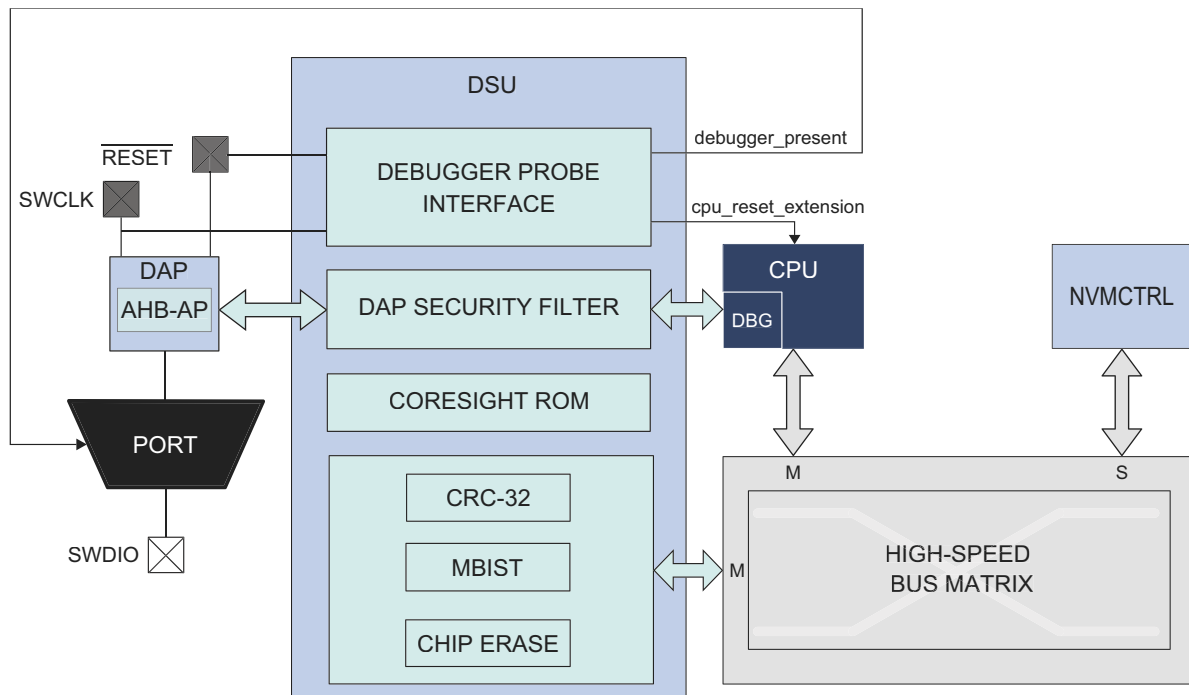 DSU
debugger_present
RESET
DEBUGGER PROBE
INTERFACE
SWCLK
cpu_reset_extension
DAP
AHB-AP
DAP SECURITY FILTER
CPU
DBG
NVMCTRL
CORESIGHT ROM
PORT
M
S
CRC-32
SWDIO
MBIST
M
HIGH-SPEED
BUS MATRIX
CHIP ERASE